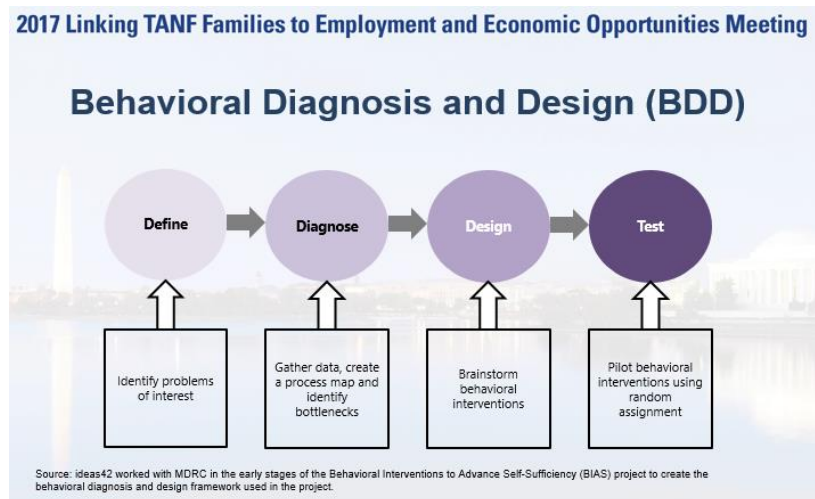 2017 Linking TANF Families to Employment and Economic Opportunities Meeting
Behavioral Diagnosis and Design (BDD)
Define
Diagnose
Design
Test
Identify problems
of interest
Gather data, create
a process map and
identify
bottlenecks
Brainstorm
behavioral
interventions
Pilot behavioral
interventions using
random
assignment
Source: ideas42 worked with MDRC in the early stages of the Behavioral Interventions to Advance Self-Sufficiency (BIAS) project to create the
behavioral diagnosis and design framework used in the project.